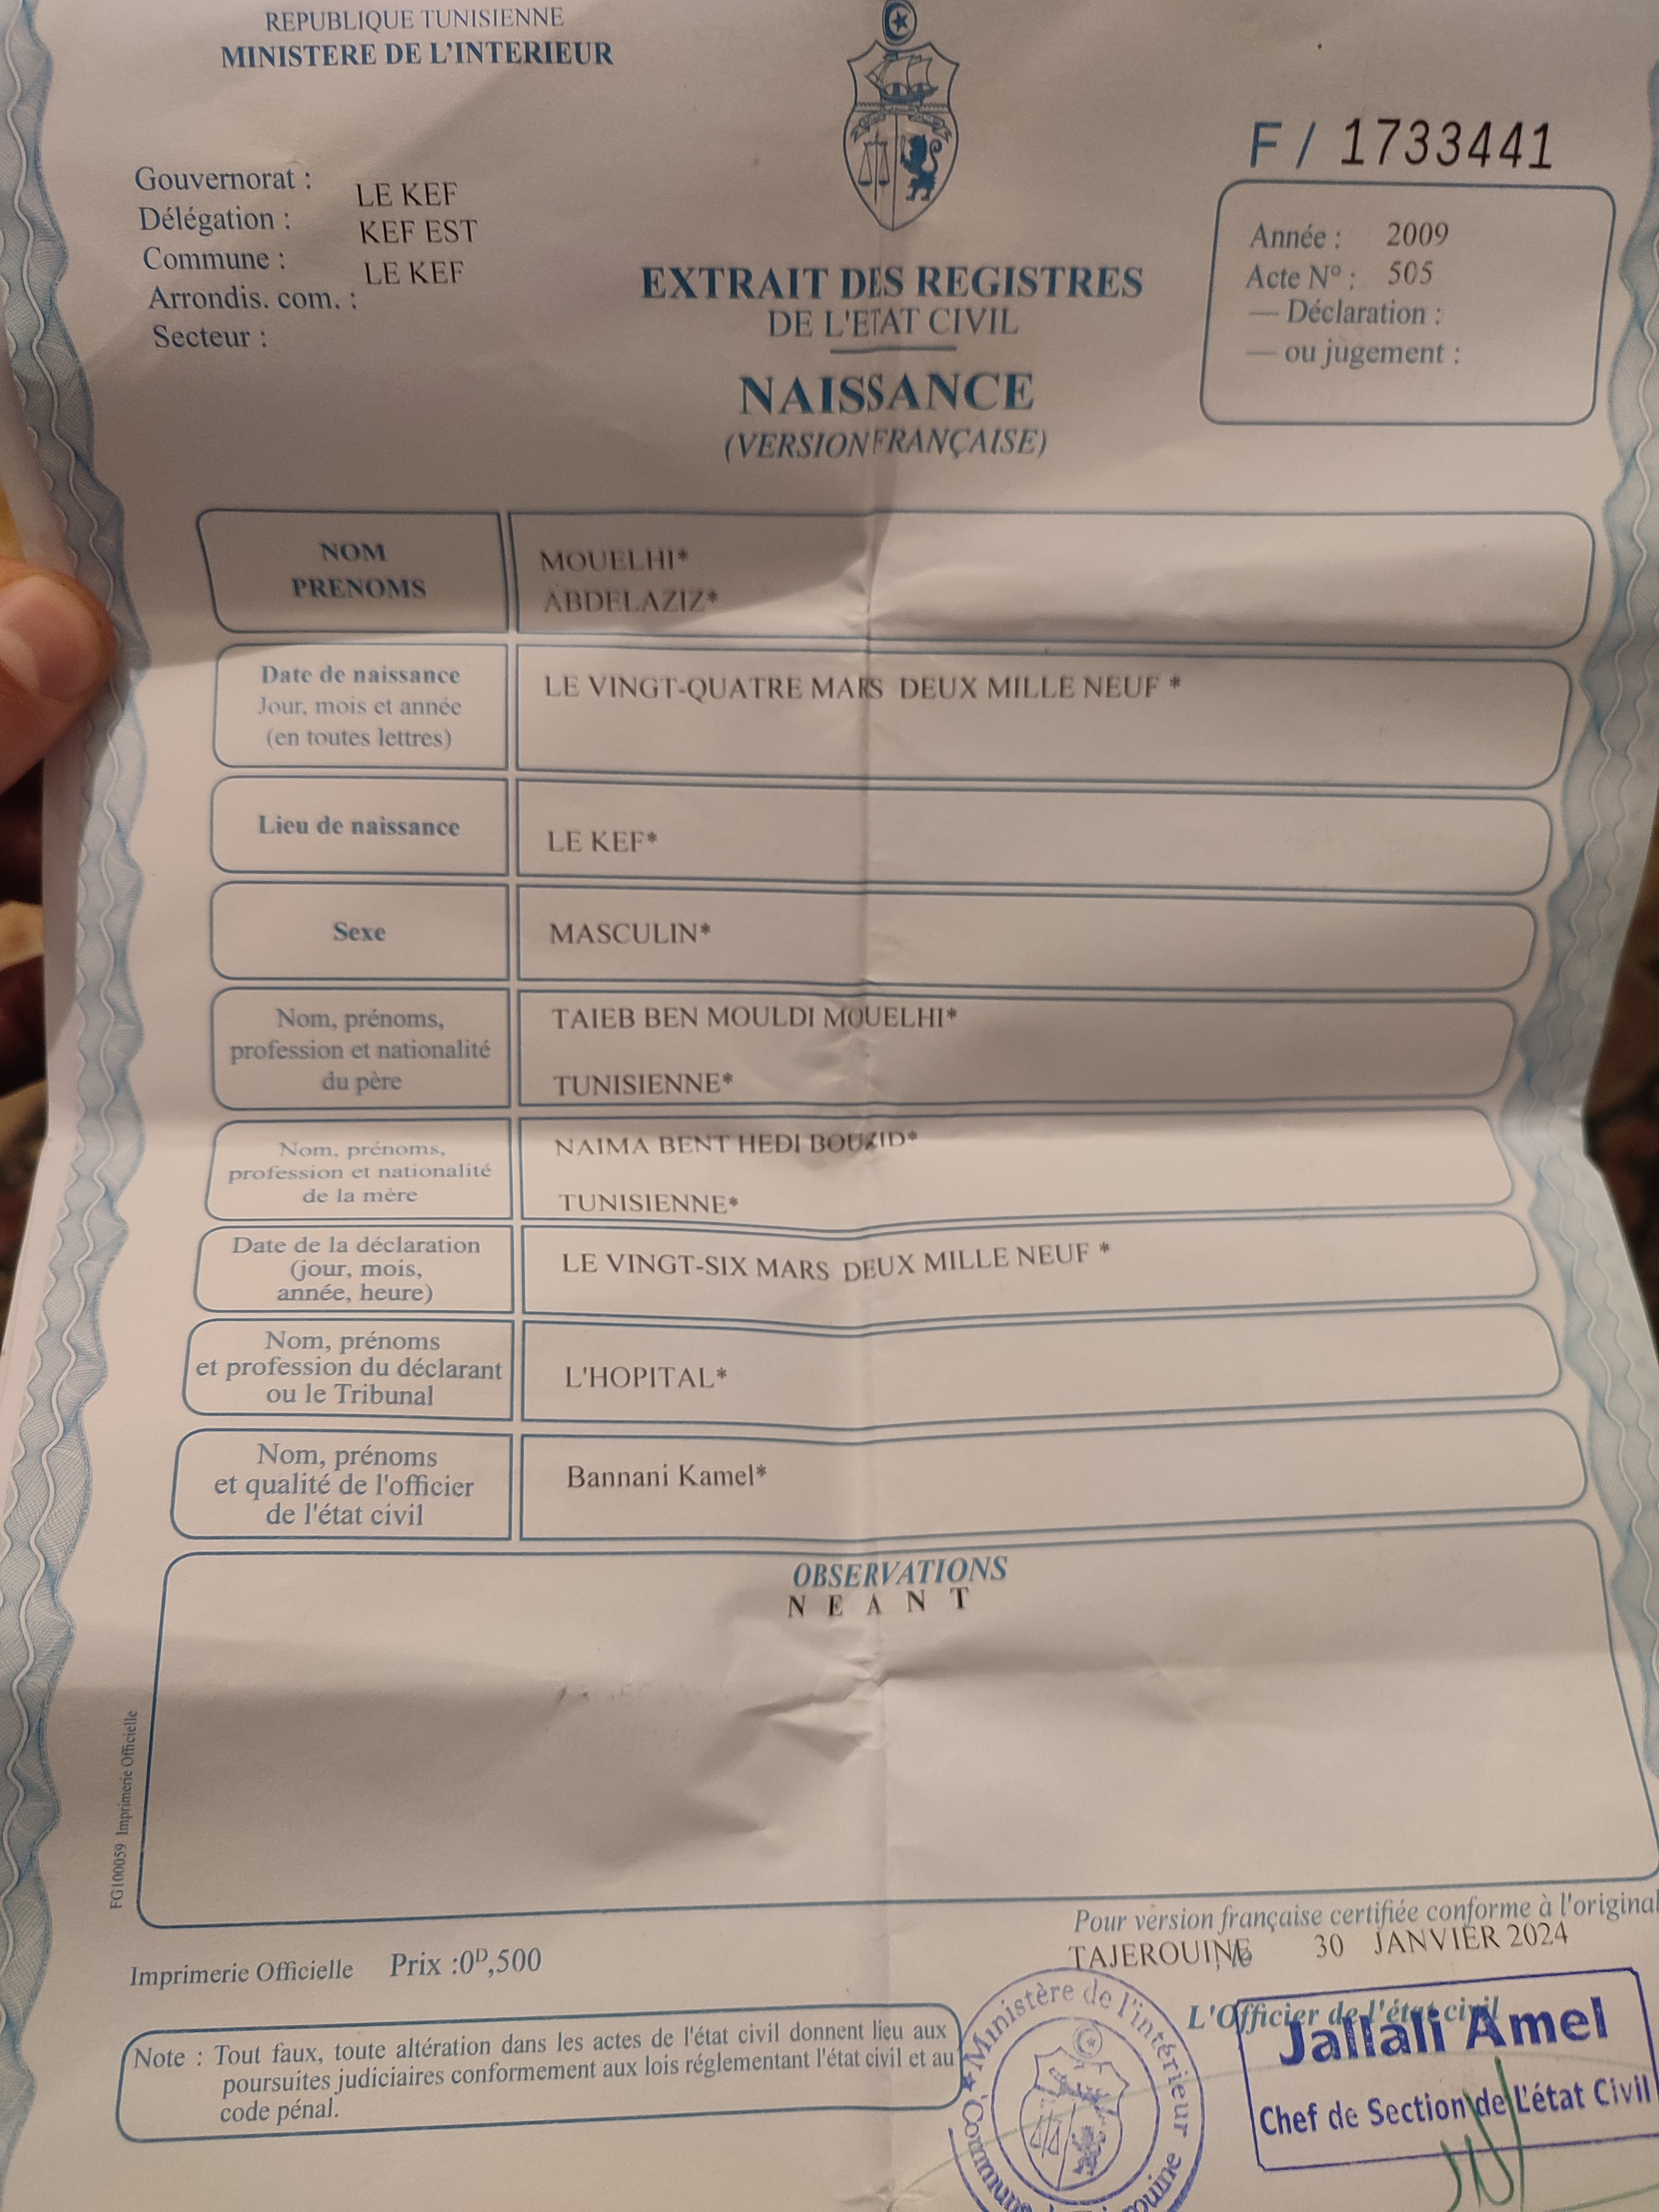 REPUBLIQUE TUNISIENNE
MINISTERE DE L'INTERIEUR
F / 1733441
Gouvernorat : LE KEF
Délégation : KEF EST
Commune : LE KEF
Arrondis. com. :
Secteur :
Année : 2009
Acte Nº : 505
— Déclaration :
— ou jugement :
EXTRAIT DES REGISTRES
DE L'ETAT CIVIL
NAISSANCE
(VERSION FRANÇAISE)
NOM
PRENOMS
MOUELHI*
ABDELAZIZ*
Date de naissance
Jour, mois et année
(en toutes lettres)
LE VINGT-QUATRE MARS DEUX MILLE NEUF *
Lieu de naissance
LE KEF*
Sexe
MASCULIN*
Nom, prénoms,
profession et nationalité
du père
TAIEB BEN MOULDI MOUELHI*
TUNISIENNE*
Nom, prénoms,
profession et nationalité
de la mère
NAIMA BENT HEDI BOUZID*
TUNISIENNE*
Date de la déclaration
(jour, mois,
année, heure)
LE VINGT-SIX MARS DEUX MILLE NEUF *
Nom, prénoms
et profession du déclarant
ou le Tribunal
L'HOPITAL*
Nom, prénoms
et qualité de l'officier
de l'état civil
Bannani Kamel*
OBSERVATIONS
N E A N T
FG100059 Imprimerie Officielle
Pour version française certifiée conforme à l'original
TAJEROUINE 30 JANVIER 2024
Imprimerie Officielle Prix :0ᴰ,500
L'Officier de l'état civil
Jallali Amel
Chef de Section de L'état Civil
Note : Tout faux, toute altération dans les actes de l'état civil donnent lieu aux
poursuites judiciaires conformement aux lois réglementant l'état civil et au
code pénal.
Ministère de l'intérieur